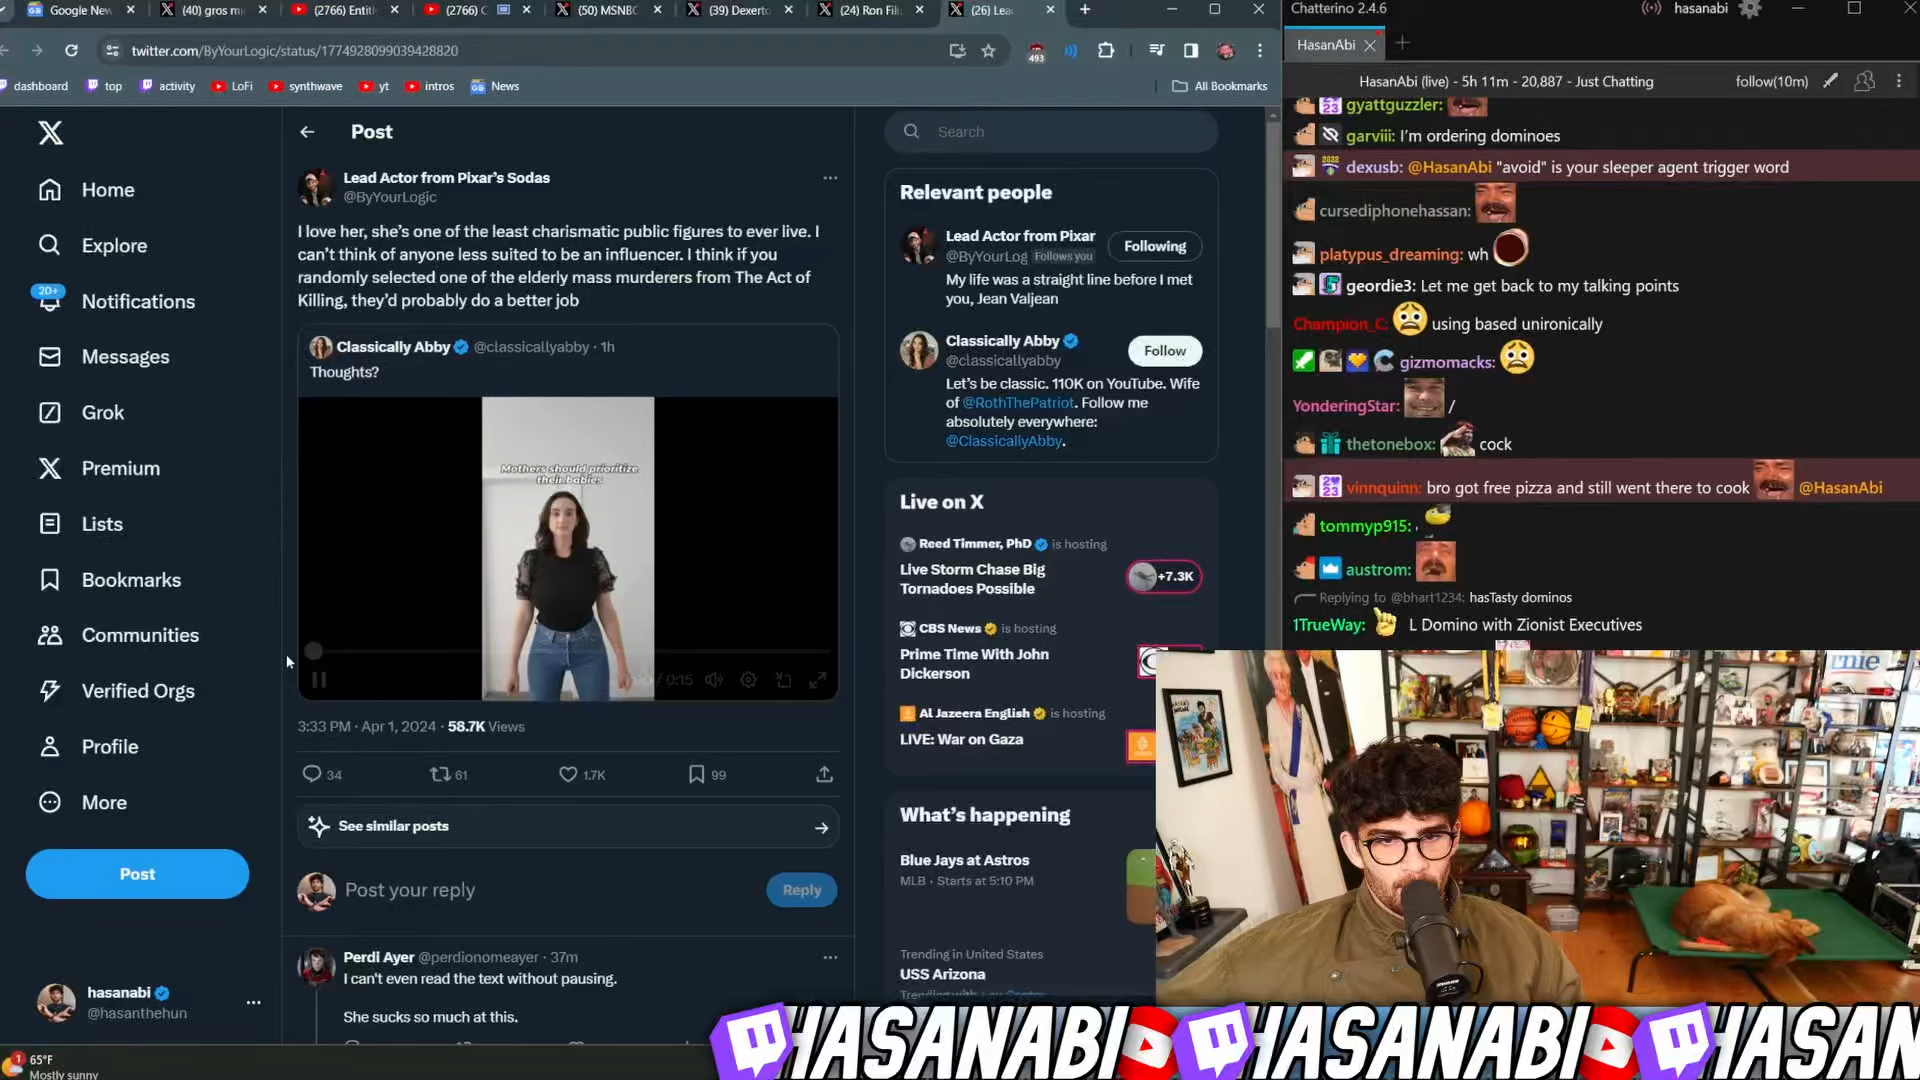 Google New
(40) gros mi
(2766) Entitl
(2766) C
(50) MSNBC
(39) Dexerto
(24) Ron Fili
(26) Lea
twitter.com/ByYourLogic/status/1774928099039428820
493
dashboard
top
activity
LoFi
synthwave
yt
intros
News
All Bookmarks
Home
Explore
20+
Notifications
Messages
Grok
Premium
Lists
Bookmarks
Communities
Verified Orgs
Profile
More
Post
hasanabi
@hasanthehun
65°F
Mostly sunny
Post
Lead Actor from Pixar's Sodas
@ByYourLogic
I love her, she's one of the least charismatic public figures to ever live. I
can't think of anyone less suited to be an influencer. I think if you
randomly selected one of the elderly mass murderers from The Act of
Killing, they'd probably do a better job
Classically Abby @classicallyabby · 1h
Thoughts?
Mothers should prioritize
their babies
/ 0:15
3:33 PM · Apr 1, 2024 · 58.7K Views
34
61
1.7K
99
See similar posts
Post your reply
Reply
Perdi Ayer @perdionomeayer · 37m
I can't even read the text without pausing.
She sucks so much at this.
Search
Relevant people
Lead Actor from Pixar
@ByYourLog Follows you
Following
My life was a straight line before I met
you, Jean Valjean
Classically Abby
@classicallyabby
Follow
Let's be classic. 110K on YouTube. Wife
of @RothThePatriot. Follow me
absolutely everywhere:
@ClassicallyAbby.
Live on X
Reed Timmer, PhD is hosting
Live Storm Chase Big
Tornadoes Possible
+7.3K
CBS News is hosting
Prime Time With John
Dickerson
Al Jazeera English is hosting
LIVE: War on Gaza
What's happening
Blue Jays at Astros
MLB · Starts at 5:10 PM
Trending in United States
USS Arizona
Chatterino 2.4.6
hasanabi
HasanAbi
HasanAbi (live) - 5h 11m - 20,887 - Just Chatting
follow(10m)
gyattguzzler:
garviii: I'm ordering dominoes
dexusb: @HasanAbi "avoid" is your sleeper agent trigger word
cursediphonehassan:
platypus_dreaming: wh
geordie3: Let me get back to my talking points
Champion_C: using based unironically
gizmomacks:
YonderingStar: /
thetonebox: cock
vinnquinn: bro got free pizza and still went there to cook @HasanAbi
tommyp915: .
austrom:
Replying to @bhart1234: hasTasty dominos
1TrueWay: L Domino with Zionist Executives
HASANABI HASANABI HASAN